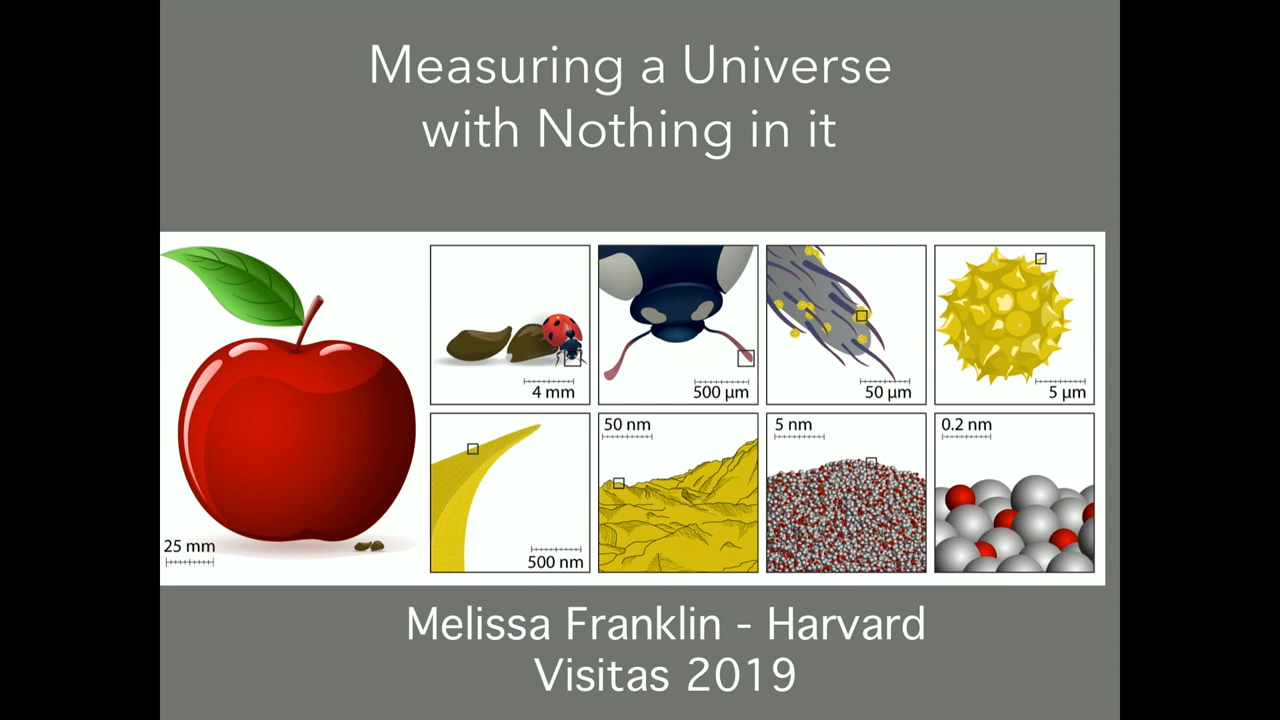 Measuring a Universe
with Nothing in it
25 mm
4 mm
500 µm
50 µm
5 µm
500 nm
50 nm
5 nm
0.2 nm
Melissa Franklin - Harvard
Visitas 2019